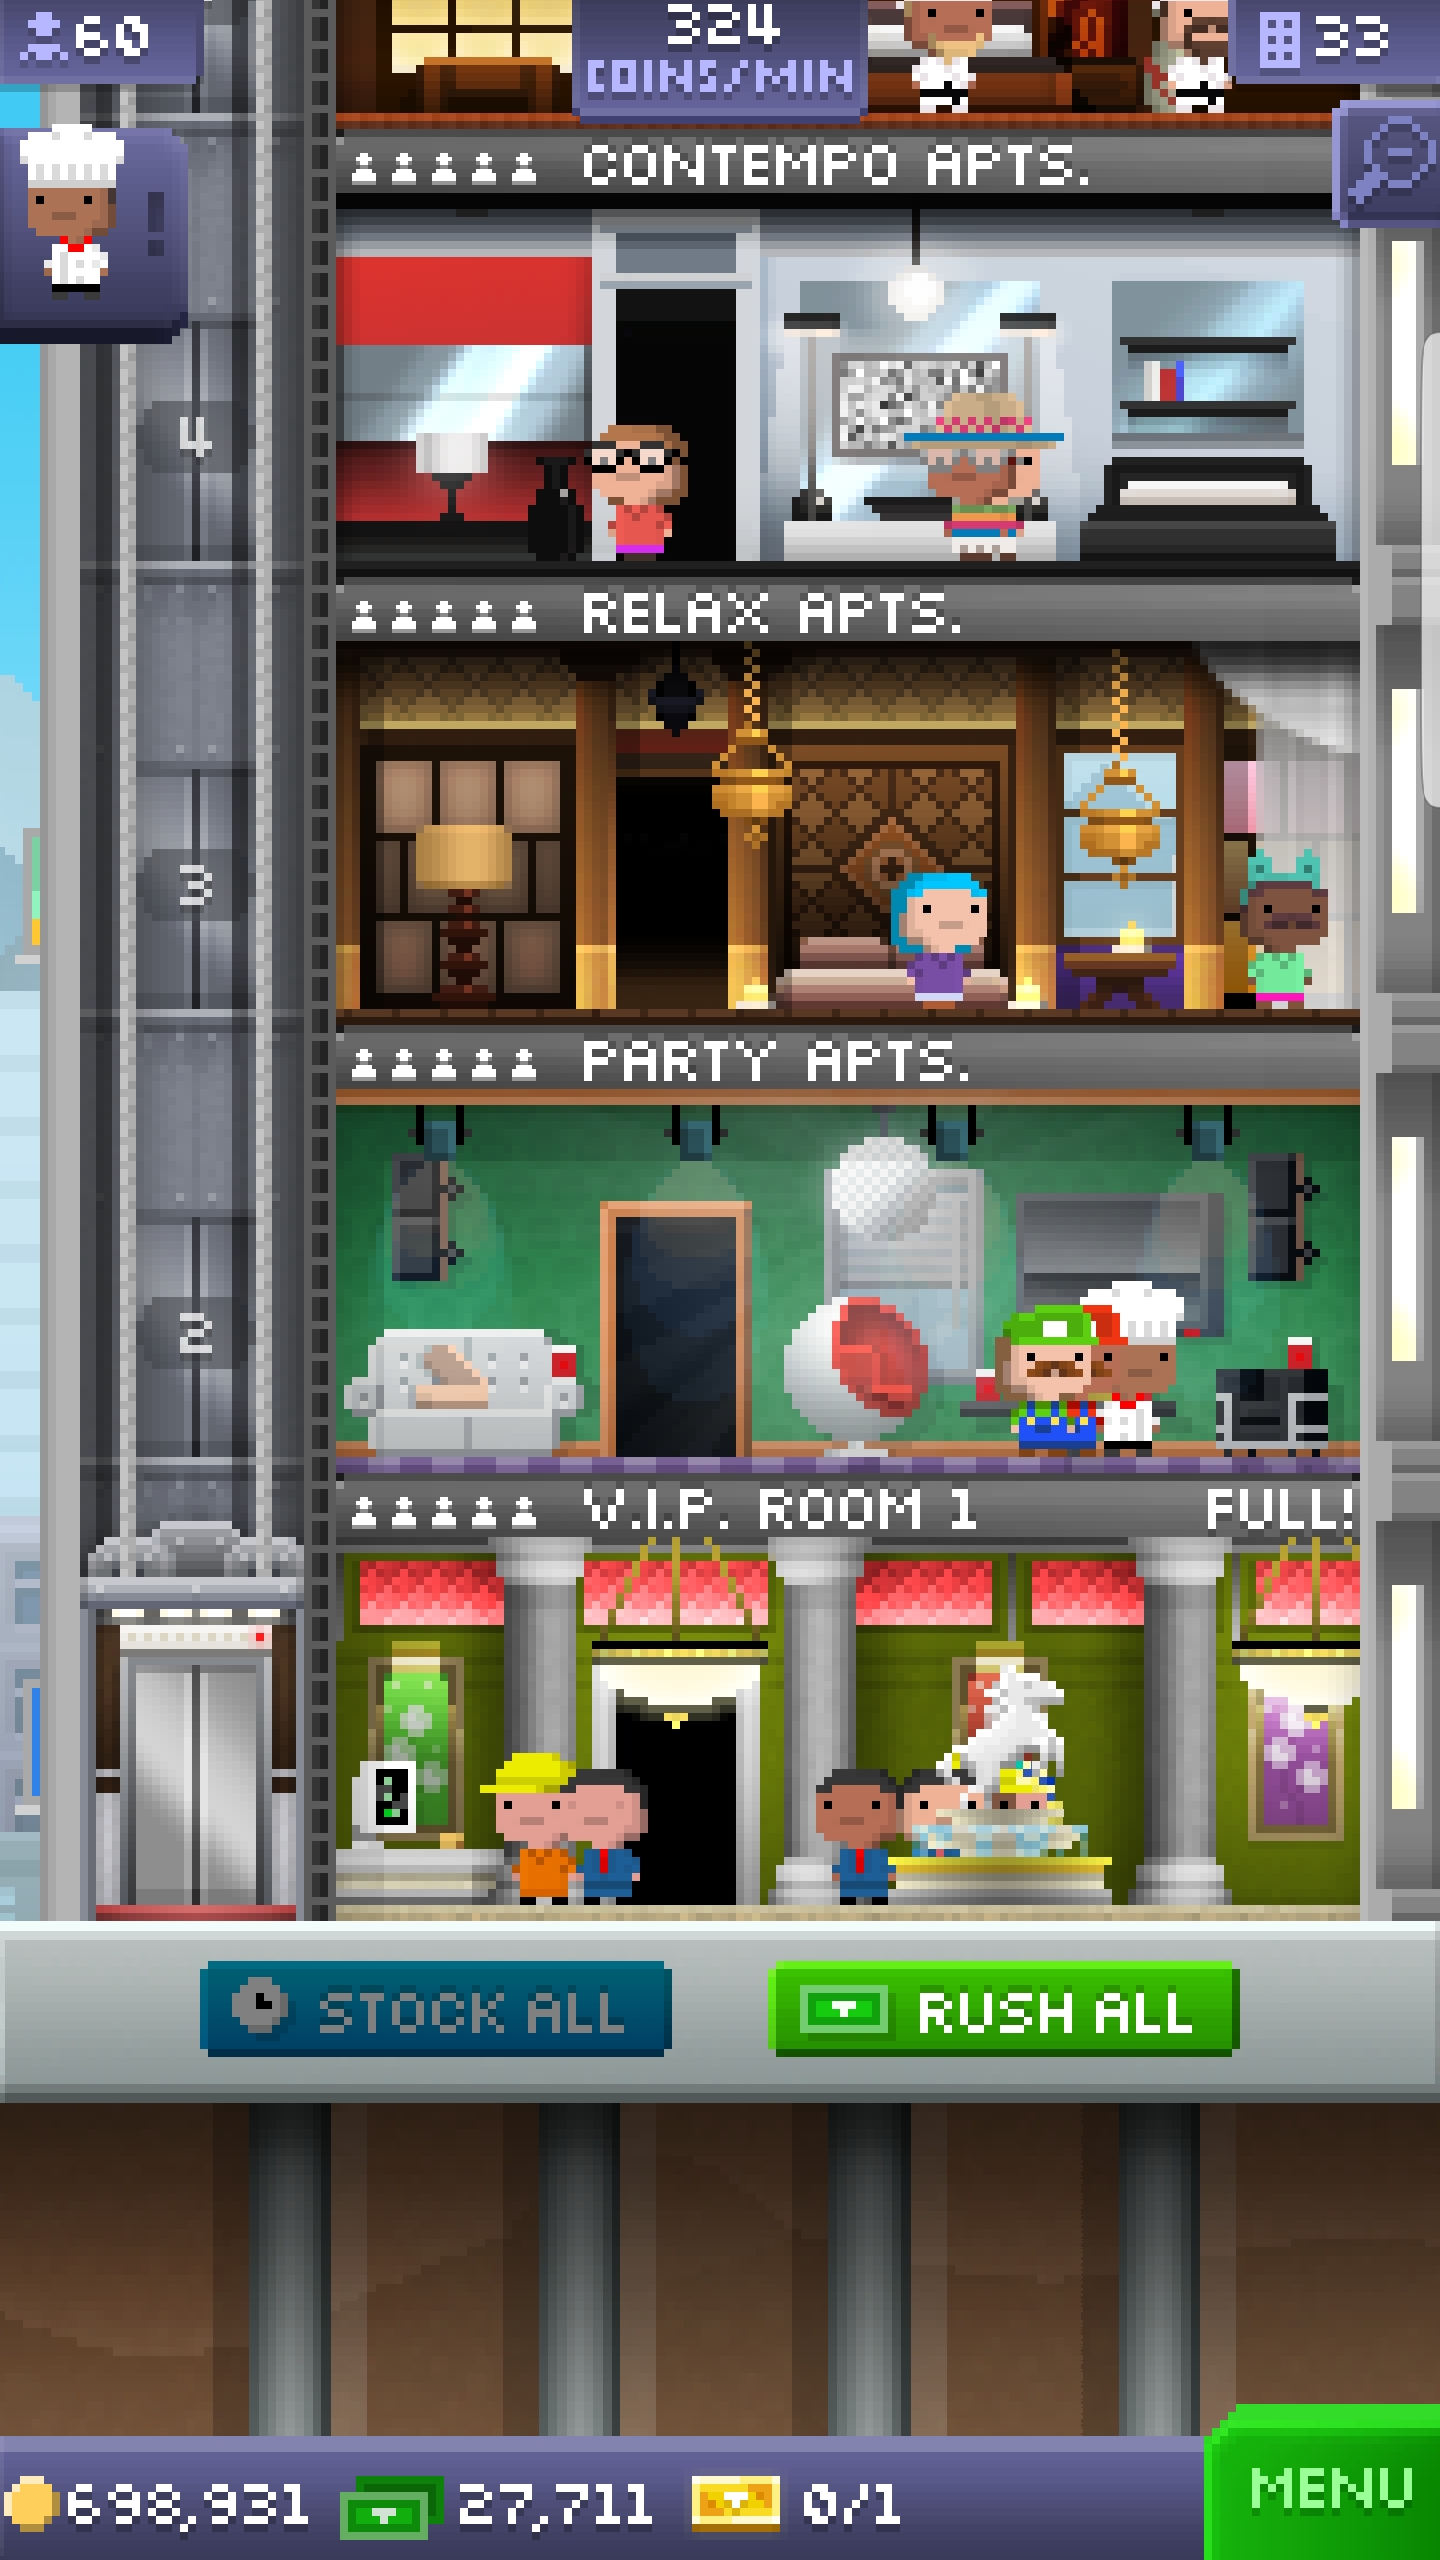 60
324
COINS/MIN
33
CONTEMPO APTS.
!
4
RELAX APTS.
3
PARTY APTS.
2
V.I.P. ROOM 1 FULL!
STOCK ALL
RUSH ALL
698,931
27,711
0/1
MENU